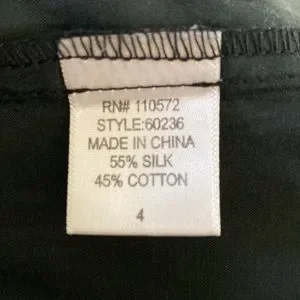 RN# 110572
STYLE:60236
MADE IN CHINA
55% SILK
45% COTTON
4